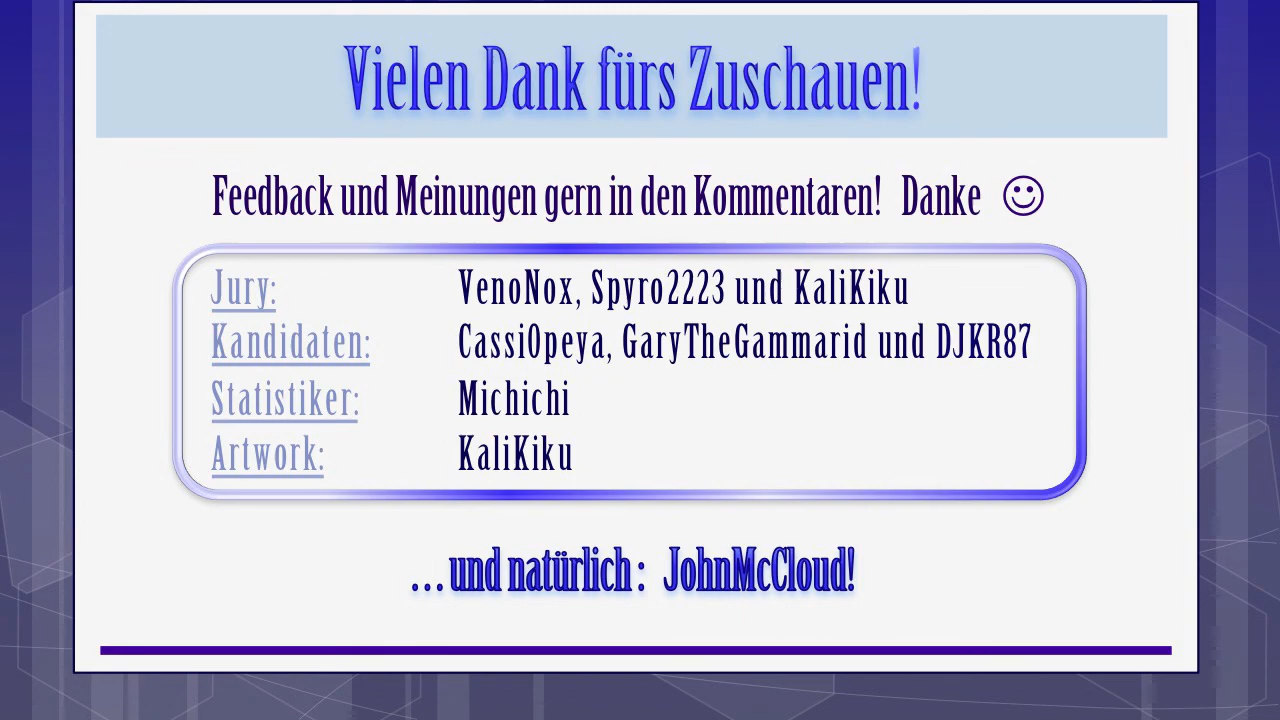 Vielen Dank fürs Zuschauen!
Feedback und Meinungen gern in den Kommentaren! Danke ☺
Jury: VenoNox, Spyro2223 und KaliKiku
Kandidaten: CassiOpeya, GaryTheGammarid und DJKR87
Statistiker: Michichi
Artwork: KaliKiku
...und natürlich: JohnMcCloud!